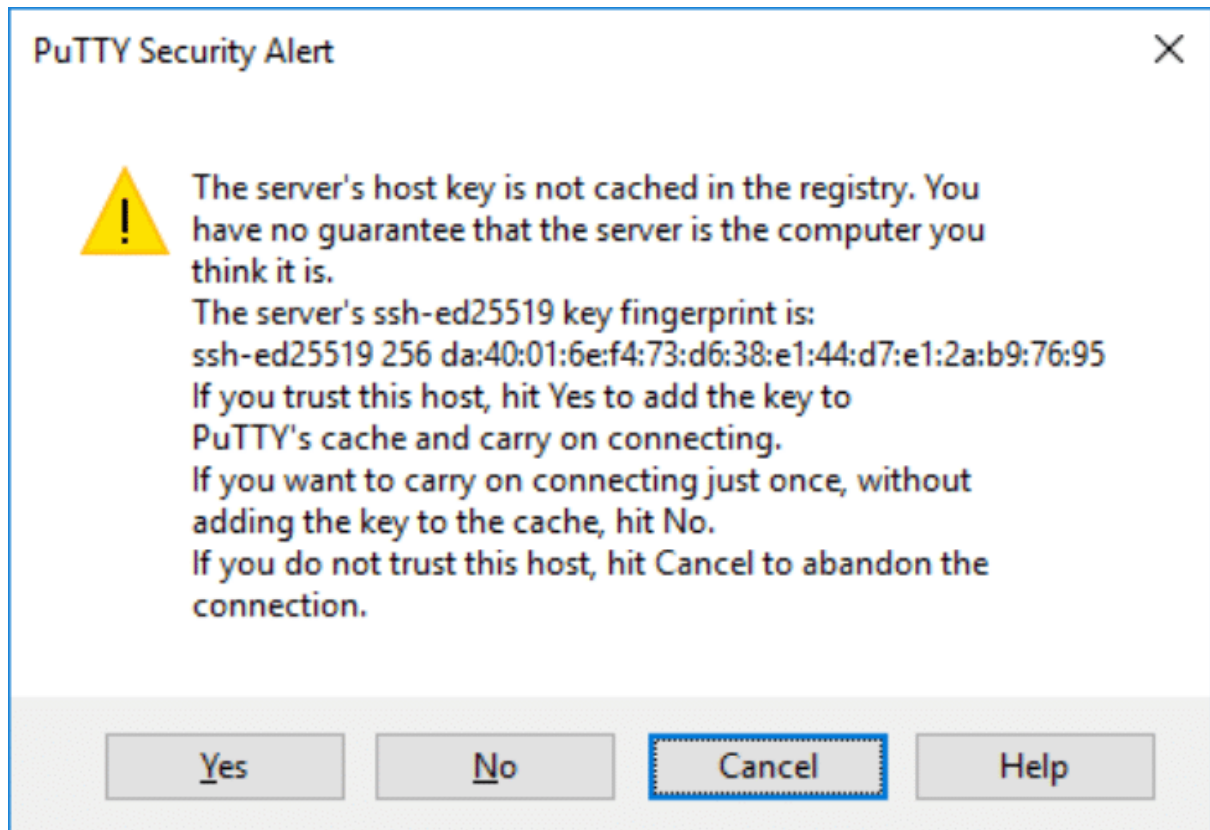 PuTTY Security Alert
!
The server's host key is not cached in the registry. You
have no guarantee that the server is the computer you
think it is.
The server's ssh-ed25519 key fingerprint is:
ssh-ed25519 256 da:40:01:6e:f4:73:d6:38:e1:44:d7:e1:2a:b9:76:95
If you trust this host, hit Yes to add the key to
PuTTY's cache and carry on connecting.
If you want to carry on connecting just once, without
adding the key to the cache, hit No.
If you do not trust this host, hit Cancel to abandon the
connection.
Yes No Cancel Help